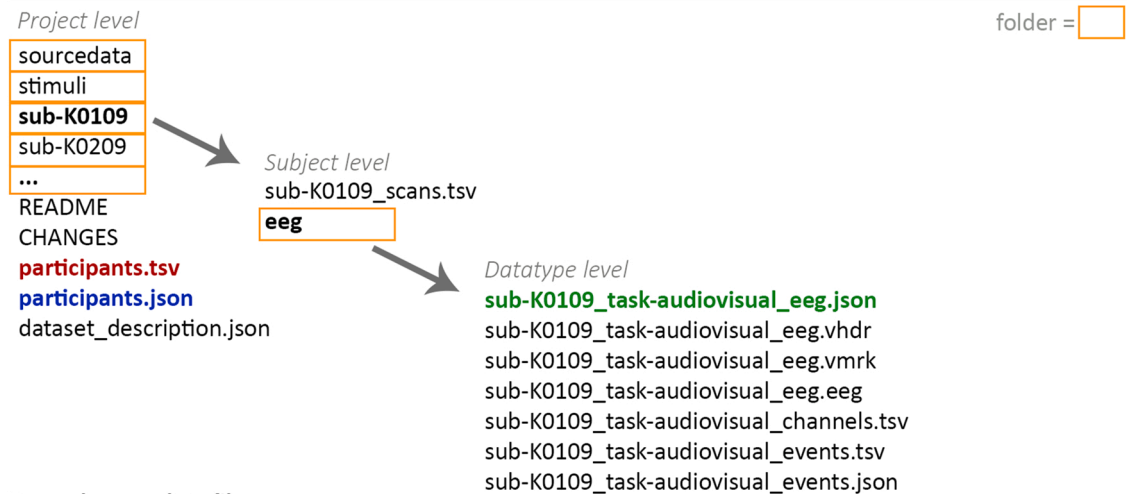 Project level
folder =
sourcedata
stimuli
sub-K0109
sub-K0209
...
README
CHANGES
participants.tsv
participants.json
dataset_description.json
Subject level
sub-K0109_scans.tsv
eeg
Datatype level
sub-K0109_task-audiovisual_eeg.json
sub-K0109_task-audiovisual_eeg.vhdr
sub-K0109_task-audiovisual_eeg.vmrk
sub-K0109_task-audiovisual_eeg.eeg
sub-K0109_task-audiovisual_channels.tsv
sub-K0109_task-audiovisual_events.tsv
sub-K0109_task-audiovisual_events.json